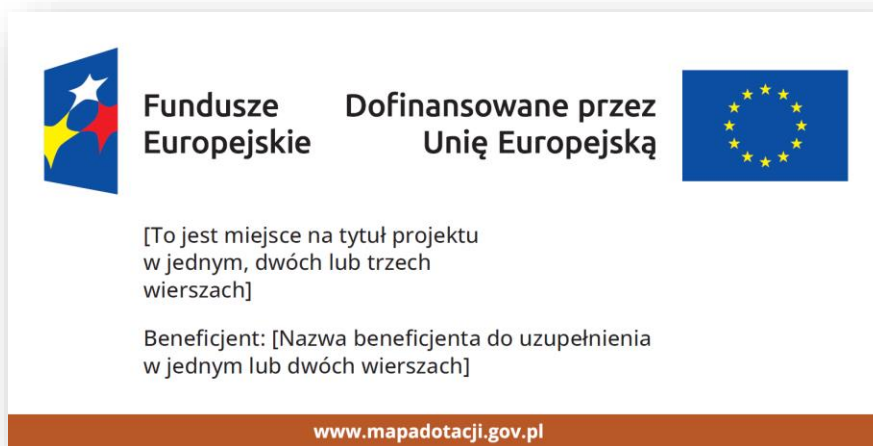 Fundusze
Europejskie
Dofinansowane przez
Unię Europejską
[To jest miejsce na tytuł projektu
w jednym, dwóch lub trzech
wierszach]
Beneficjent: [Nazwa beneficjenta do uzupełnienia
w jednym lub dwóch wierszach]
www.mapadotacji.gov.pl